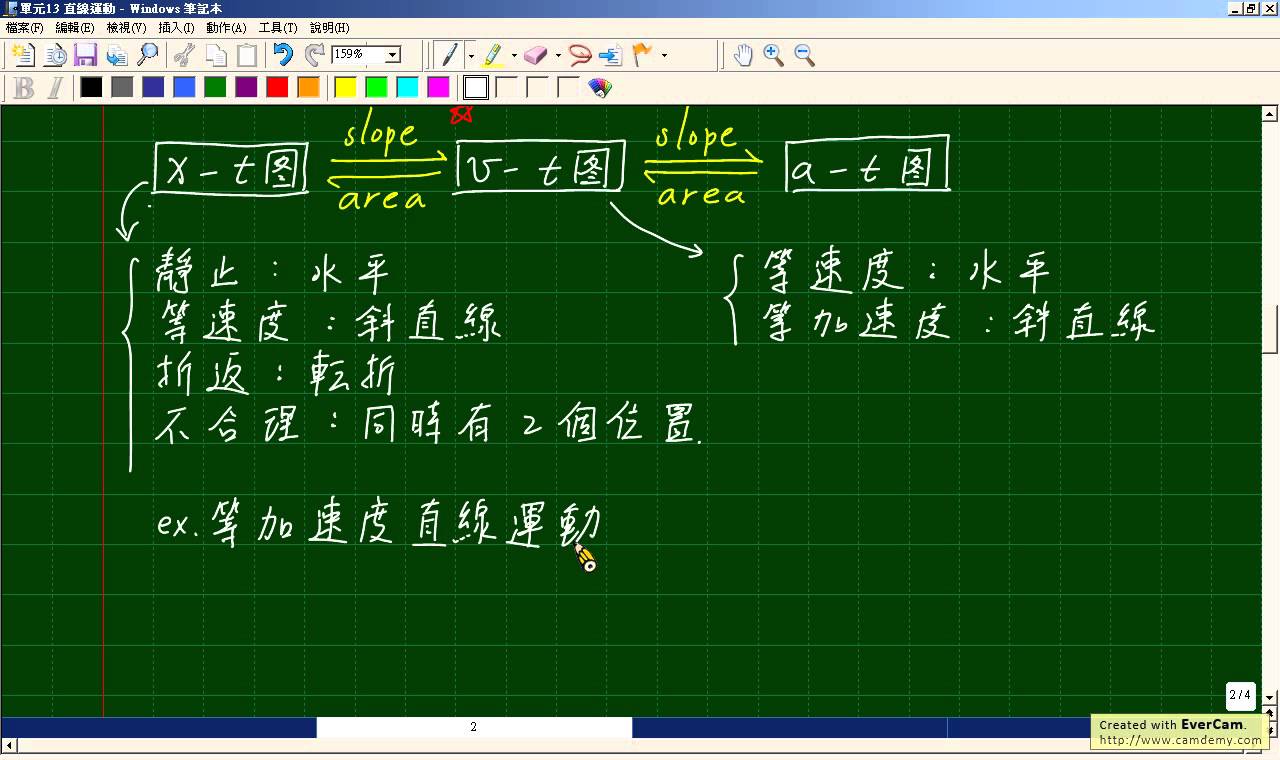 單元13 直線運動 - Windows 筆記本
檔案(F) 編輯(E) 檢視(V) 插入(I) 動作(A) 工具(T) 說明(H)
159%
B I
slope slope
x - t 图 v - t 图 a - t 图
area area
靜止 : 水平 等速度 : 水平
等速度 : 斜直線 等加速度 : 斜直線
折返 : 転折
不合理 : 同時有 2 個位置.
ex. 等加速度直線運動
2/4
2
Created with EverCam.
http://www.camdemy.com